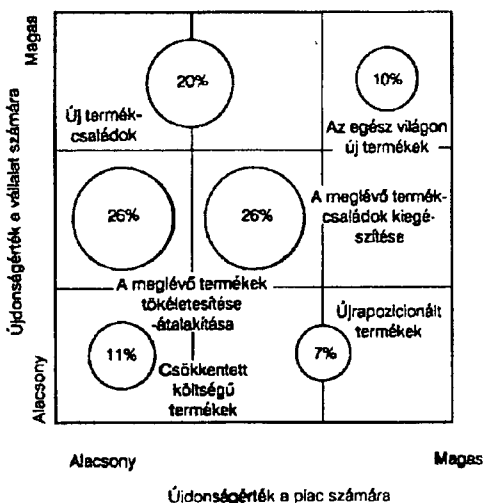 Magas
20%
10%
Új termék-
családok
Az egész világon
új termékek
Újdonságérték a vállalat számára
26%
26%
A meglévő termék-
családok kiegé-
szítése
A meglévő termékek
tökéletesítése
-átalakítása
Újrapozicionált
termékek
11%
7%
Csökkentett
költségű
termékek
Alacsony
Alacsony
Magas
Újdonságérték a piac számára